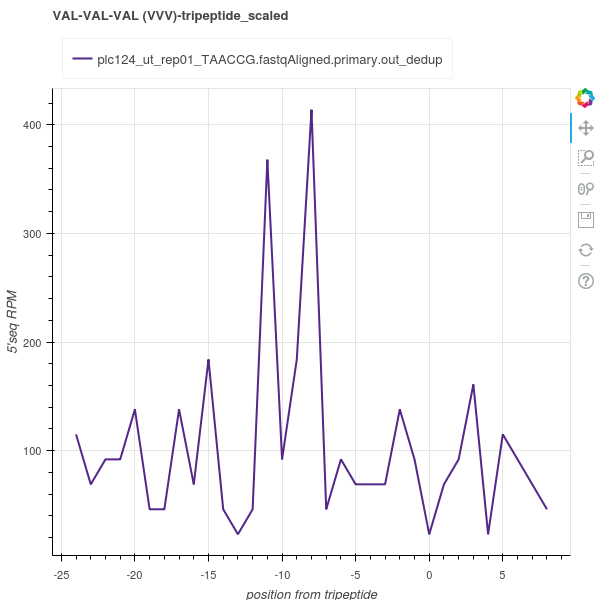 VAL-VAL-VAL (VVV)-tripeptide_scaled
plc124_ut_rep01_TAACCG.fastqAligned.primary.out_dedup
400
300
200
100
5'seq RPM
-25 -20 -15 -10 -5 0 5
position from tripeptide